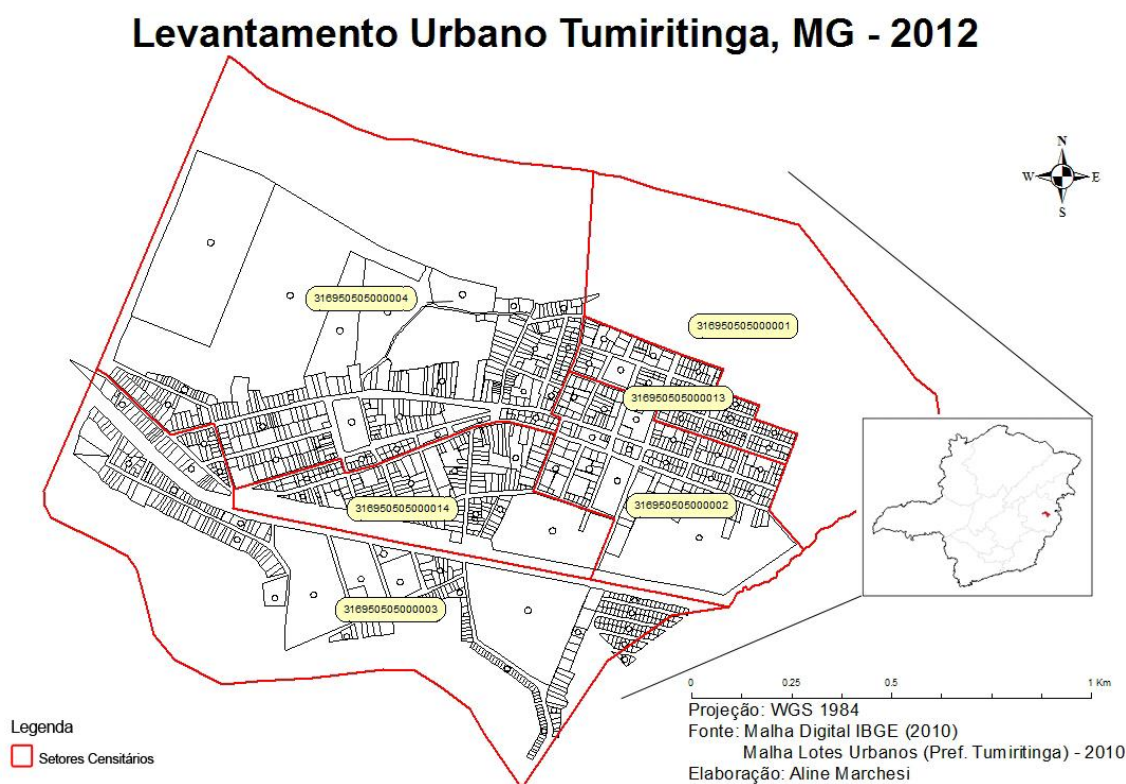 Levantamento Urbano Tumiritinga, MG - 2012
N
W E
S
316950505000004
316950505000001
316950505000013
316950505000014
316950505000002
316950505000003
0 0.25 0.5 1 Km
Projeção: WGS 1984
Fonte: Malha Digital IBGE (2010)
Malha Lotes Urbanos (Pref. Tumiritinga) - 2010
Elaboração: Aline Marchesi
Legenda
Setores Censitários